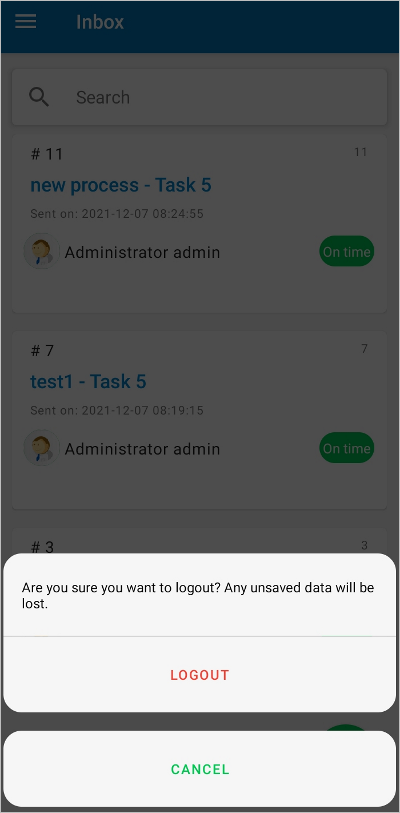 Inbox
Search
# 11
11
new process - Task 5
Sent on: 2021-12-07 08:24:55
Administrator admin
On time
# 7
7
test1 - Task 5
Sent on: 2021-12-07 08:19:15
Administrator admin
On time
# 3
3
Are you sure you want to logout? Any unsaved data will be
lost.
LOGOUT
CANCEL